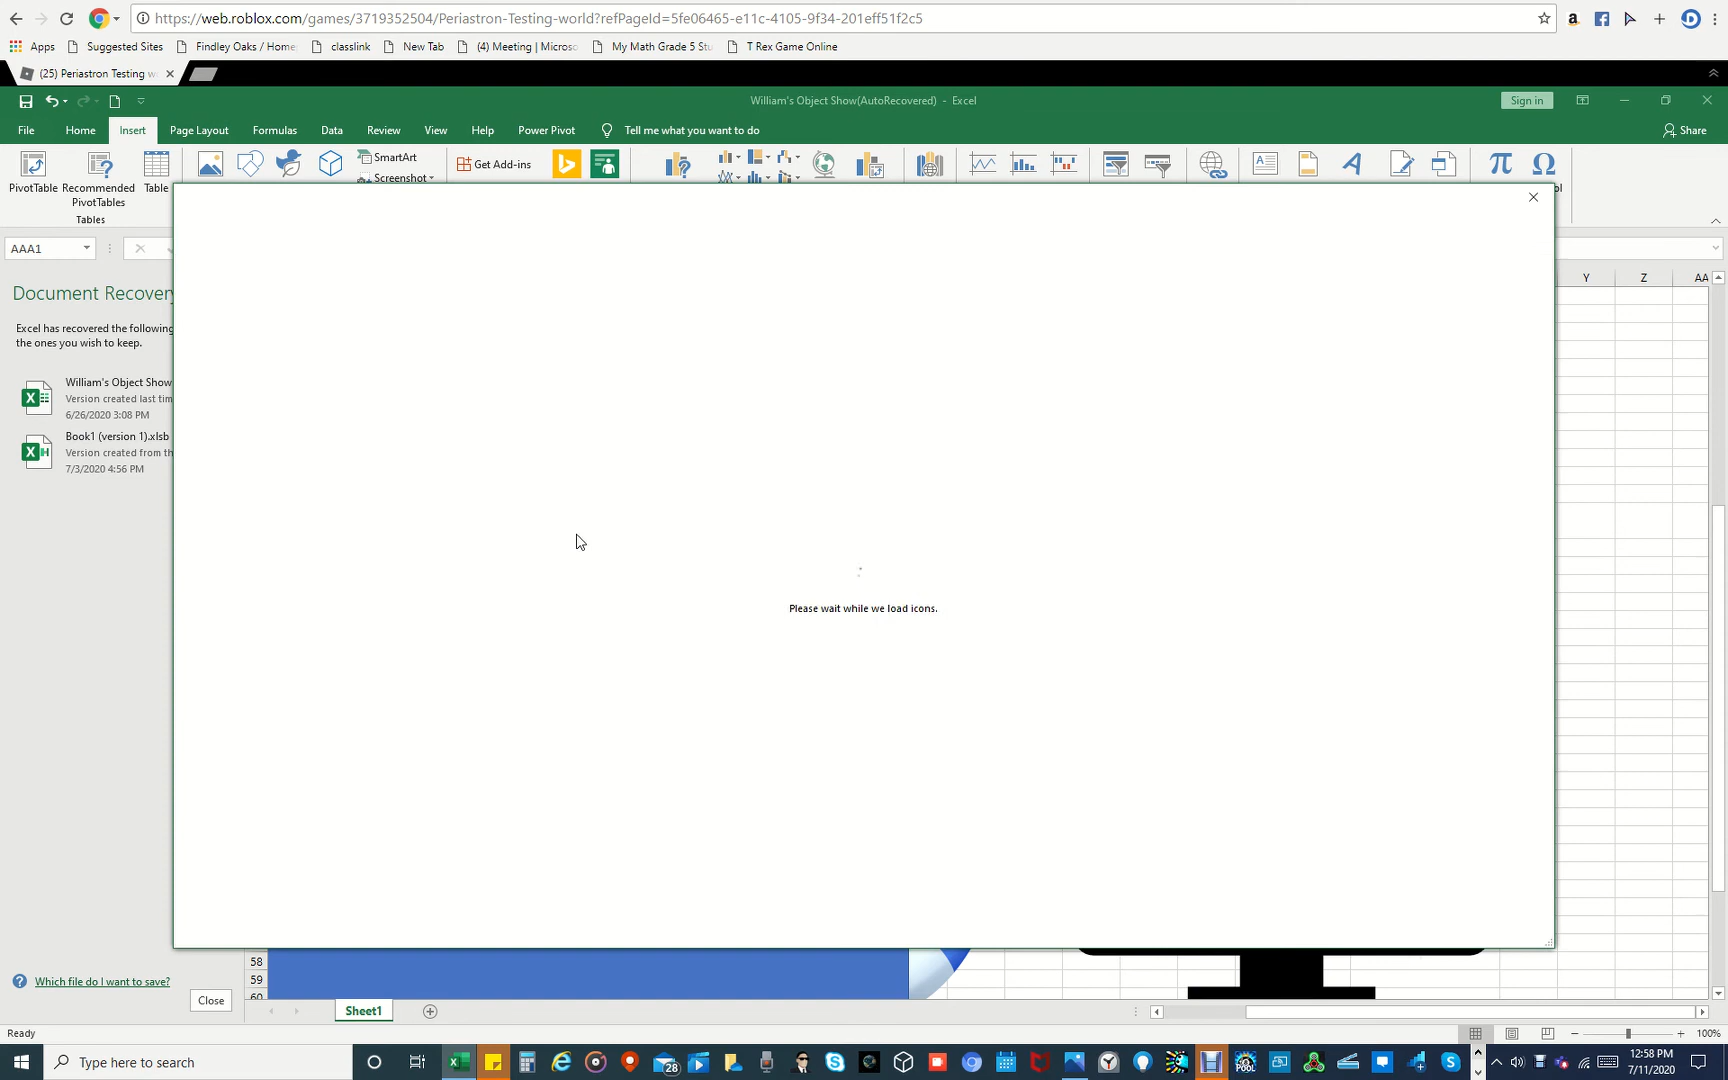 https://web.roblox.com/games/3719352504/Periastron-Testing-world?refPageId=5fe06465-e11c-4105-9f34-201eff51f2c5
Apps Suggested Sites Findley Oaks / Home classlink New Tab (4) Meeting | Microso My Math Grade 5 Stu T Rex Game Online
(25) Periastron Testing w
William's Object Show(AutoRecovered) - Excel Sign in
File Home Insert Page Layout Formulas Data Review View Help Power Pivot Tell me what you want to do Share
SmartArt
Get Add-ins
Screenshot
PivotTable Recommended Table
PivotTables
Tables
AAA1
Y Z AA
Document Recovery
Excel has recovered the following
the ones you wish to keep.
William's Object Show
Version created last tim
6/26/2020 3:08 PM
Book1 (version 1).xlsb
Version created from th
7/3/2020 4:56 PM
Please wait while we load icons.
58
59
60
Which file do I want to save?
Close
Sheet1
Ready 100%
Type here to search
28
POOL
12:58 PM
7/11/2020